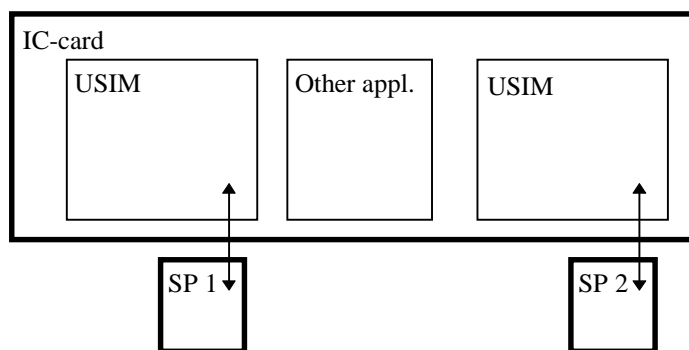 IC-card
USIM
Other appl.
USIM
SP 1
SP 2